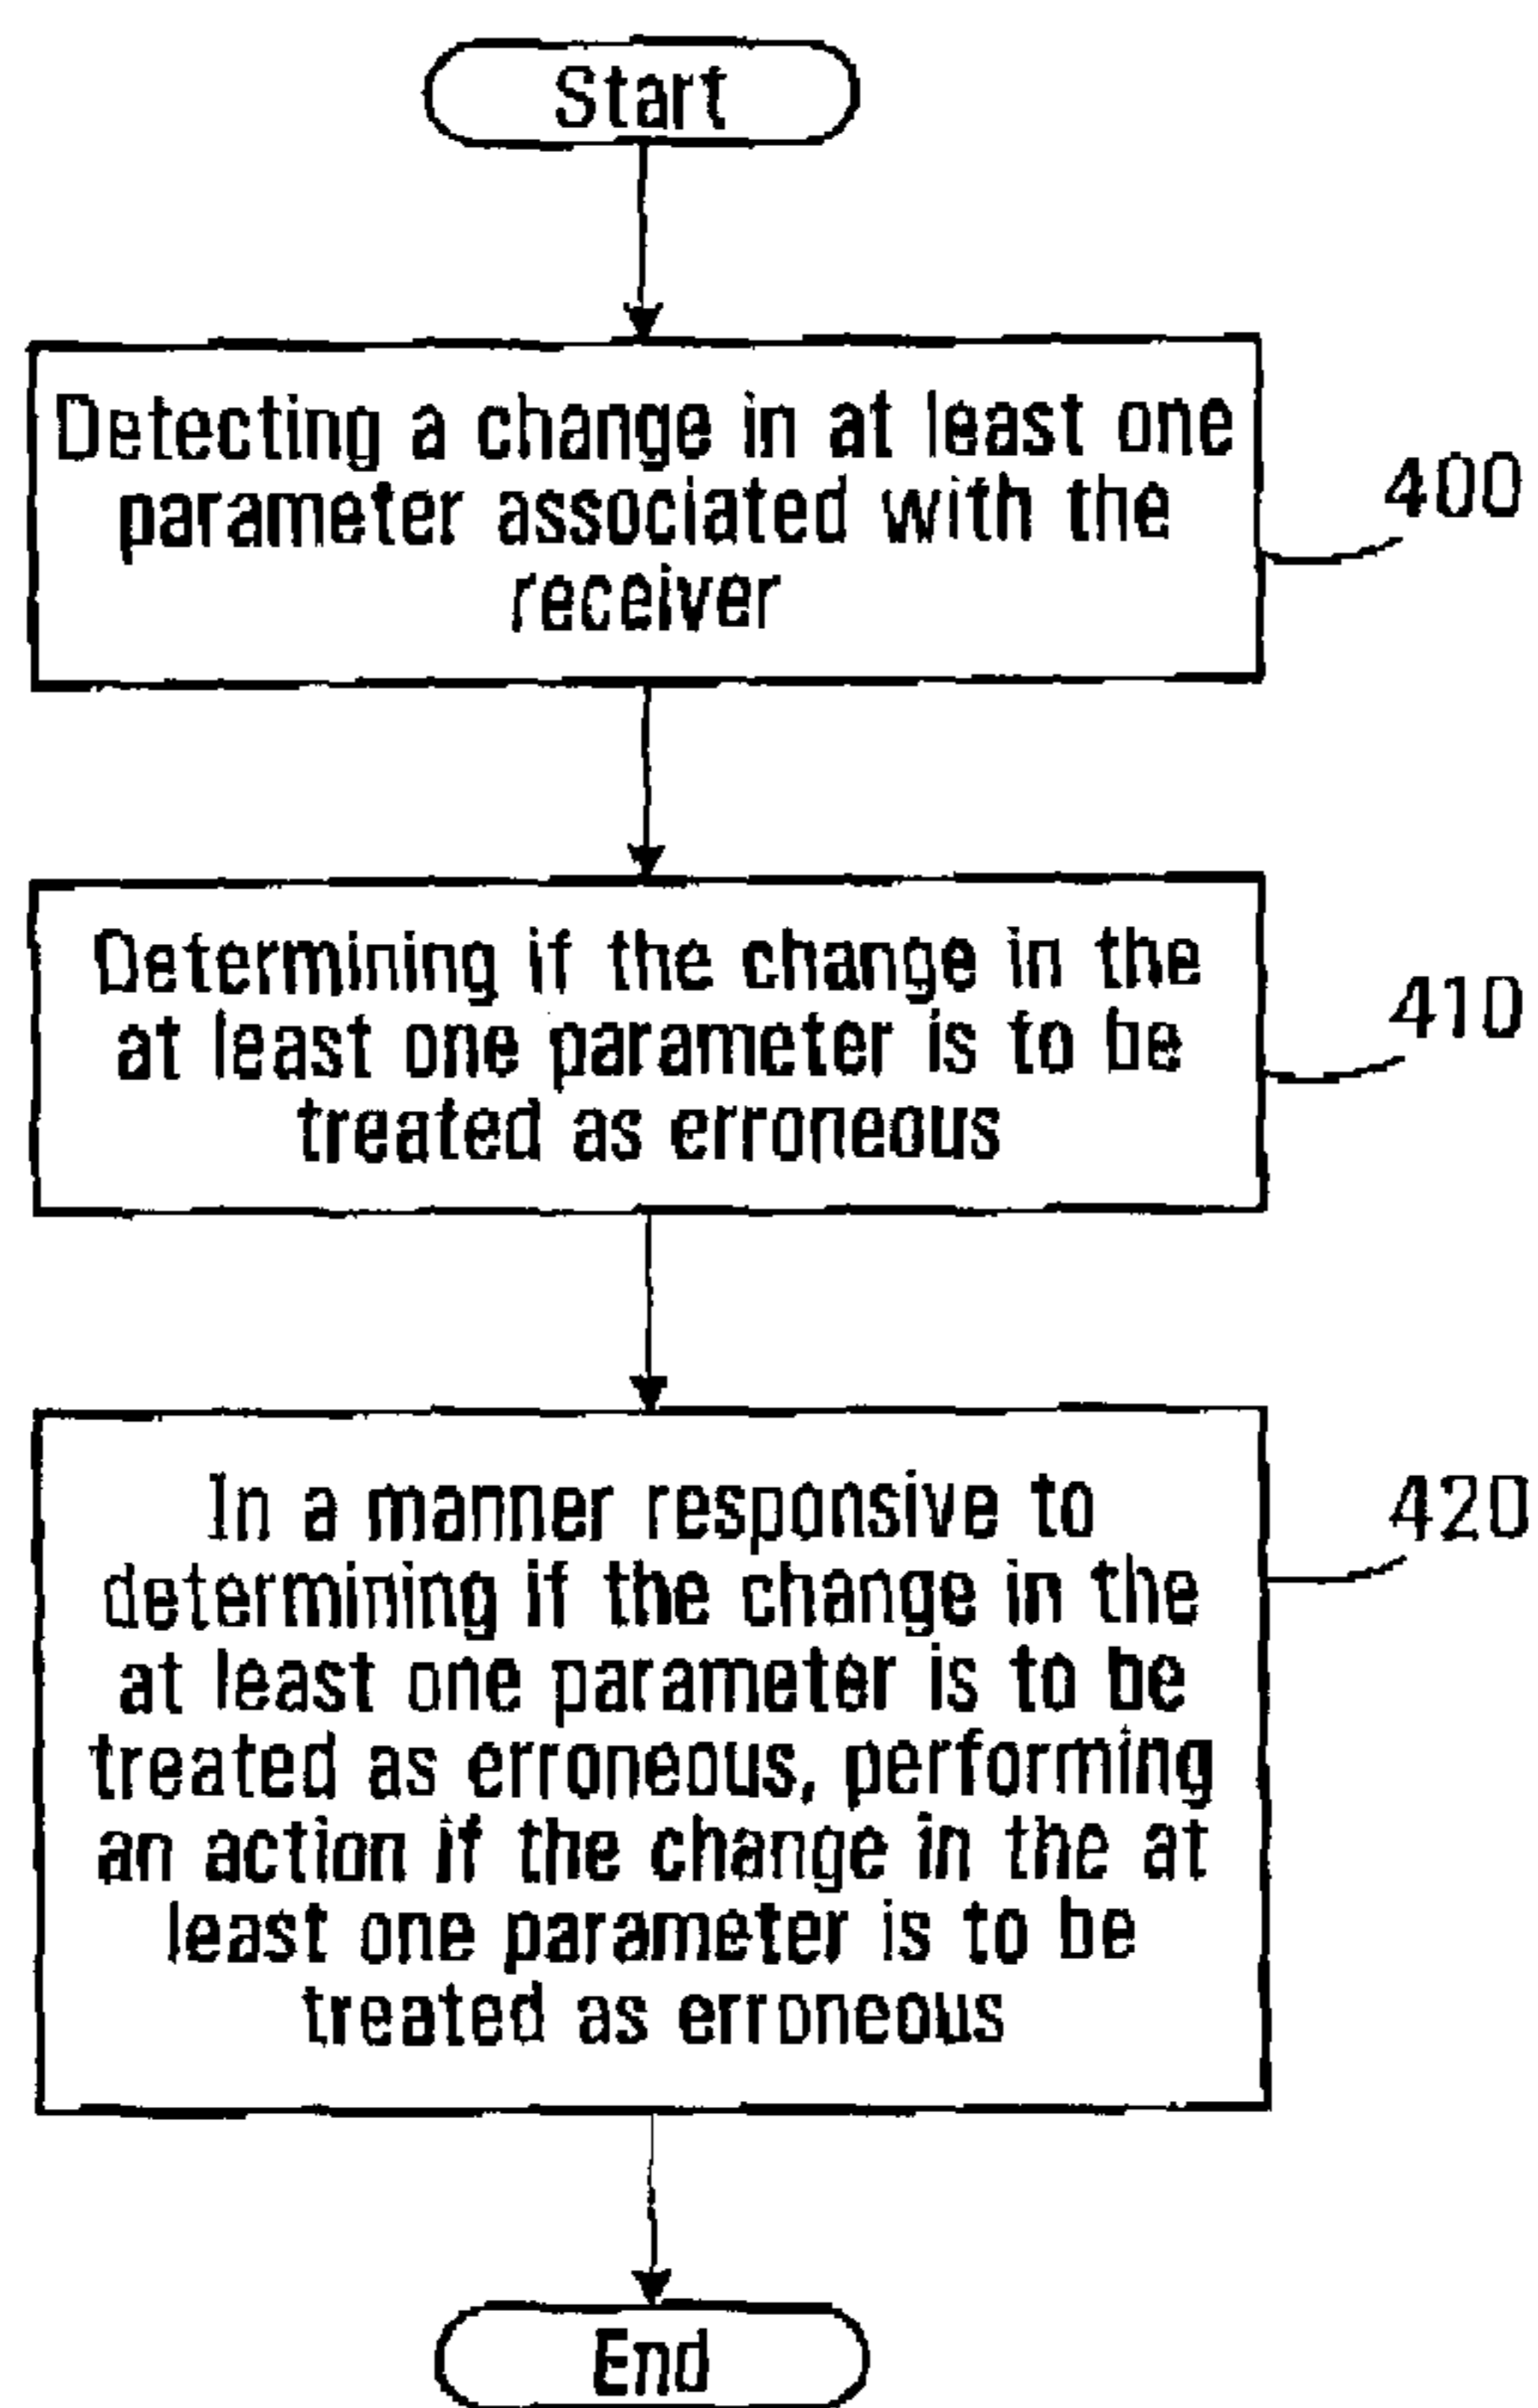 Start
Detecting a change in at least one
parameter associated with the
receiver
400
Determining if the change in the
at least one parameter is to be
treated as erroneous
410
In a manner responsive to
determining if the change in the
at least one parameter is to be
treated as erroneous, performing
an action if the change in the at
least one parameter is to be
treated as erroneous
420
End